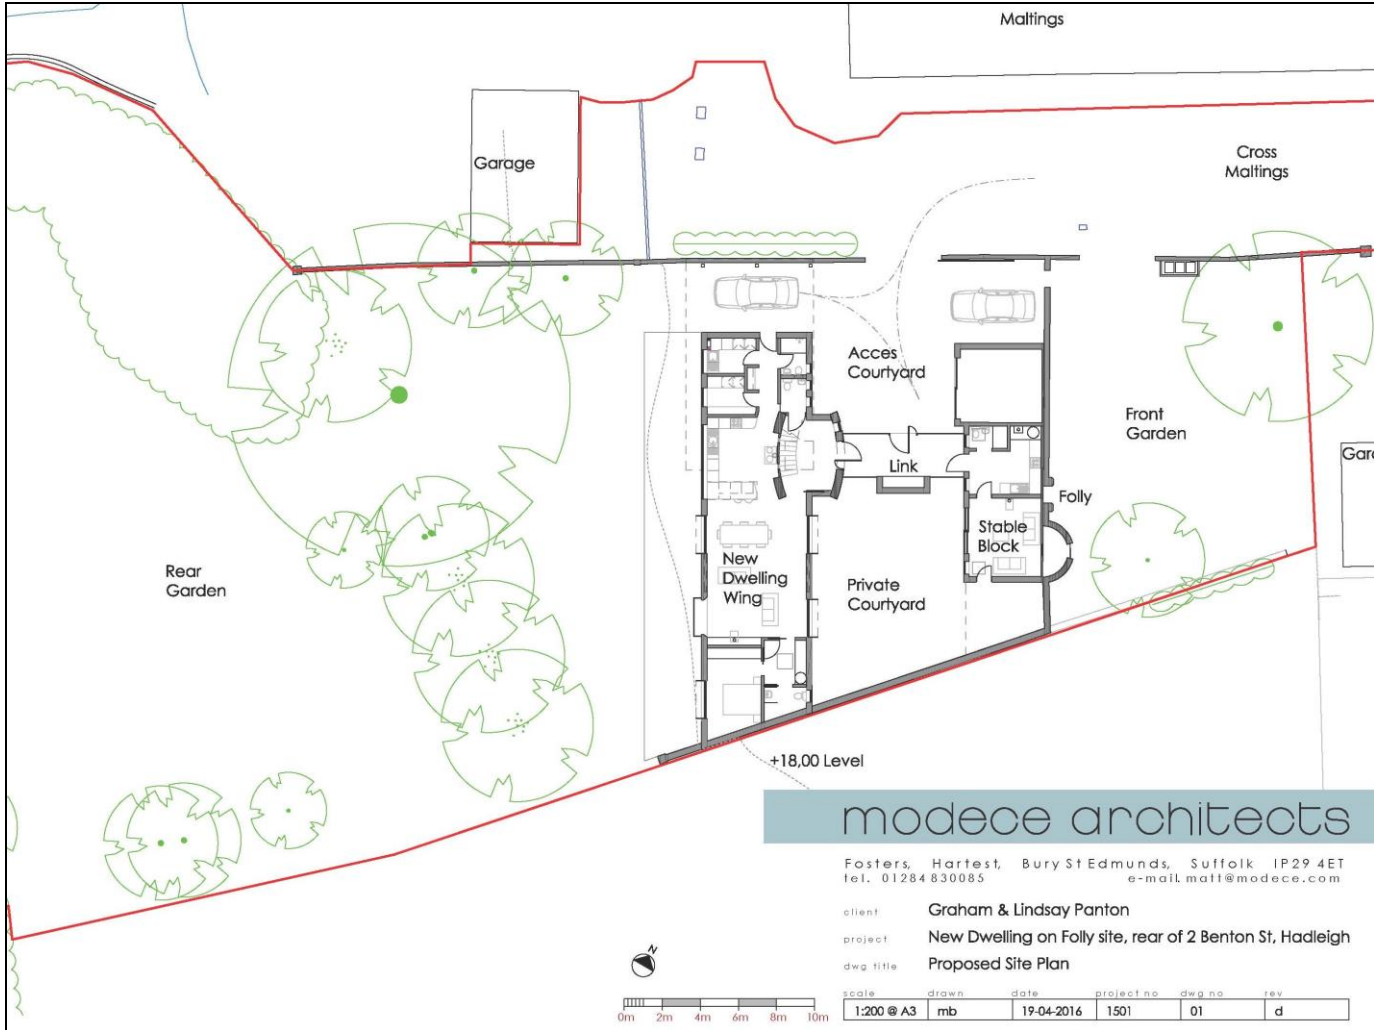 Maltings
Garage
Cross
Maltings
Acces
Courtyard
Front
Garden
Link
Gard
Folly
Stable
Block
New
Dwelling
Wing
Private
Courtyard
Rear
Garden
+18,00 Level
modece architects
Fosters, Hartest, Bury St Edmunds, Suffolk IP29 4ET
tel. 01284 830085 e-mail. matt@modece.com
client Graham & Lindsay Panton
project New Dwelling on Folly site, rear of 2 Benton St, Hadleigh
dwg title Proposed Site Plan
N
scale drawn date project no dwg no rev
1:200 @ A3 mb 19-04-2016 1501 01 d
0m 2m 4m 6m 8m 10m